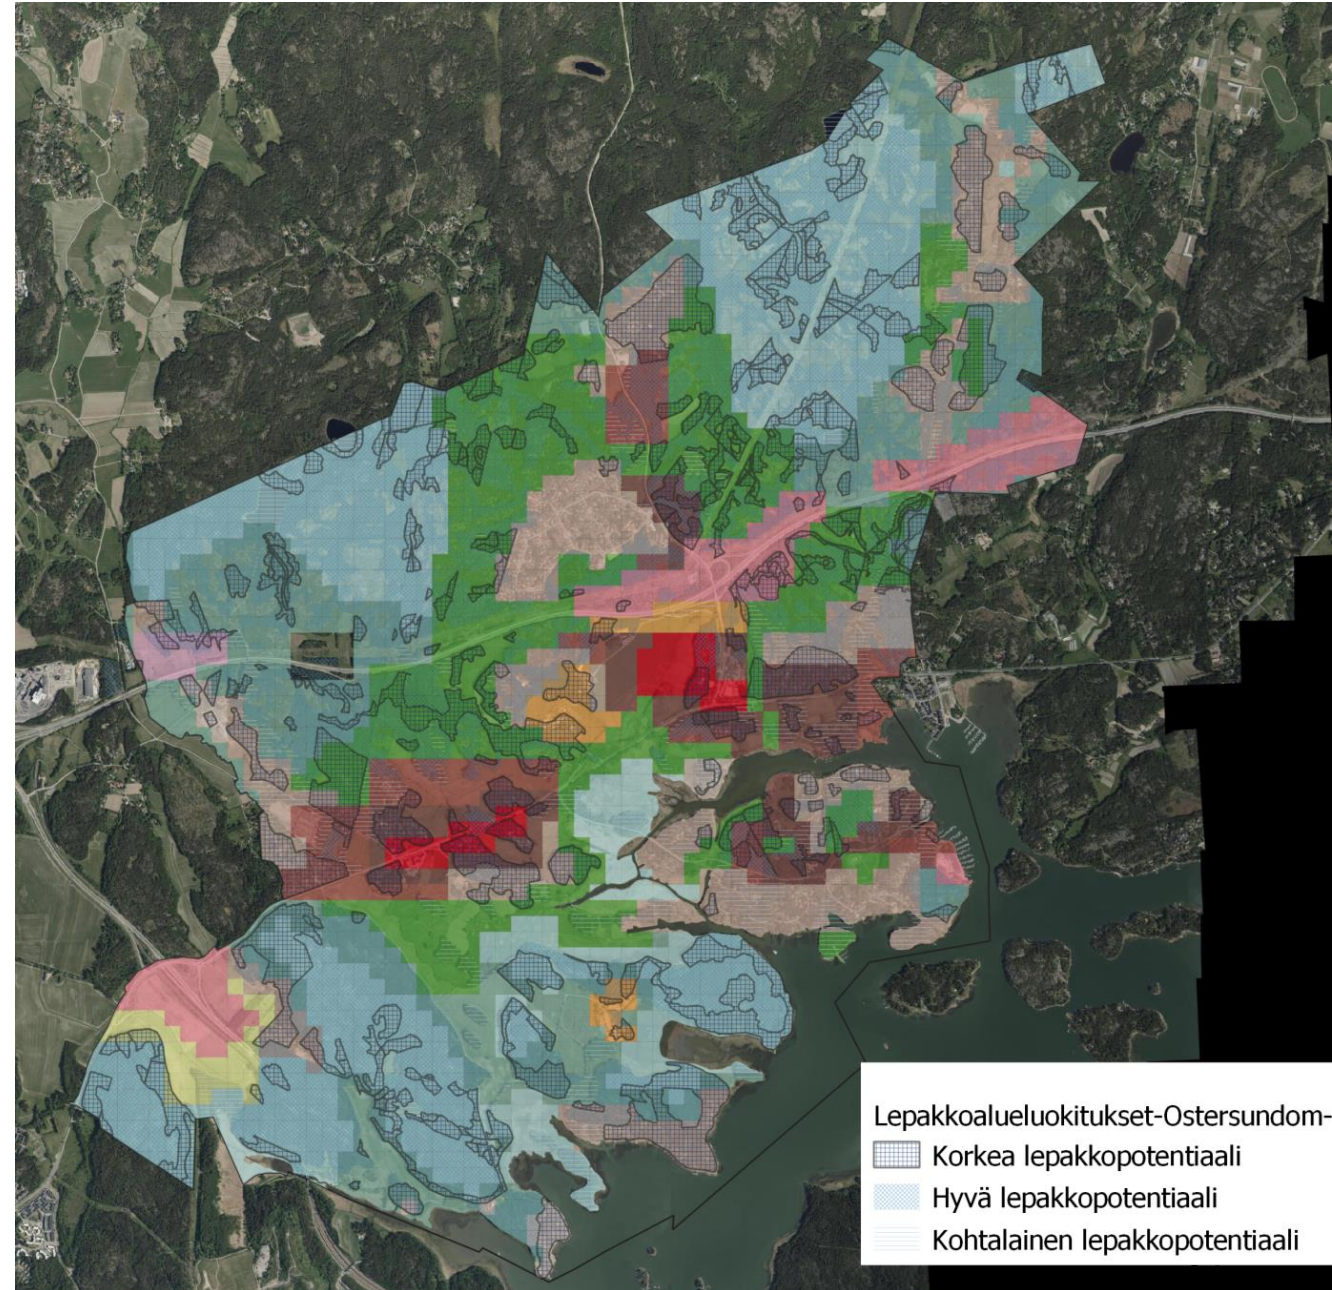 Lepakkoalueluokitukset-Ostersundom-
Korkea lepakkopotentiaali
Hyvä lepakkopotentiaali
Kohtalainen lepakkopotentiaali